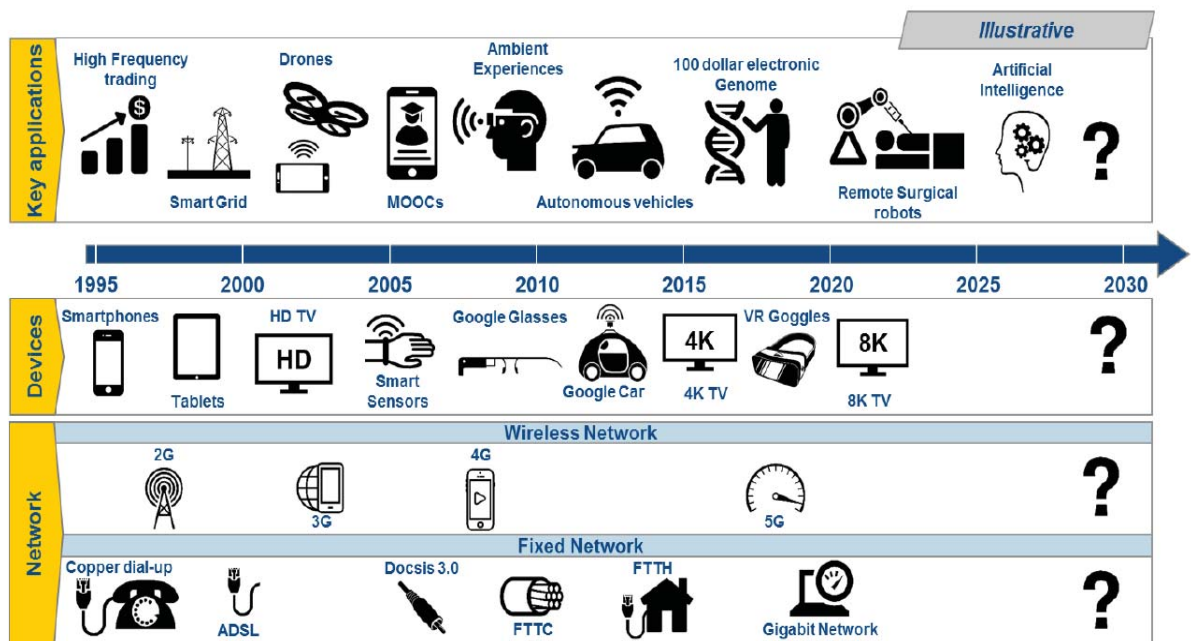 Illustrative
Key applications
High Frequency
trading
$
Smart Grid
Drones
MOOCs
Ambient
Experiences
Autonomous vehicles
100 dollar electronic
Genome
Remote Surgical
robots
Artificial
Intelligence
?
1995 2000 2005 2010 2015 2020 2025 2030
Devices
Smartphones
Tablets
HD TV
HD
Smart
Sensors
Google Glasses
Google Car
4K
4K TV
VR Goggles
8K
8K TV
?
Network
Wireless Network
2G
3G
4G
5G
?
Fixed Network
Copper dial-up
ADSL
Docsis 3.0
FTTC
FTTH
Gigabit Network
?